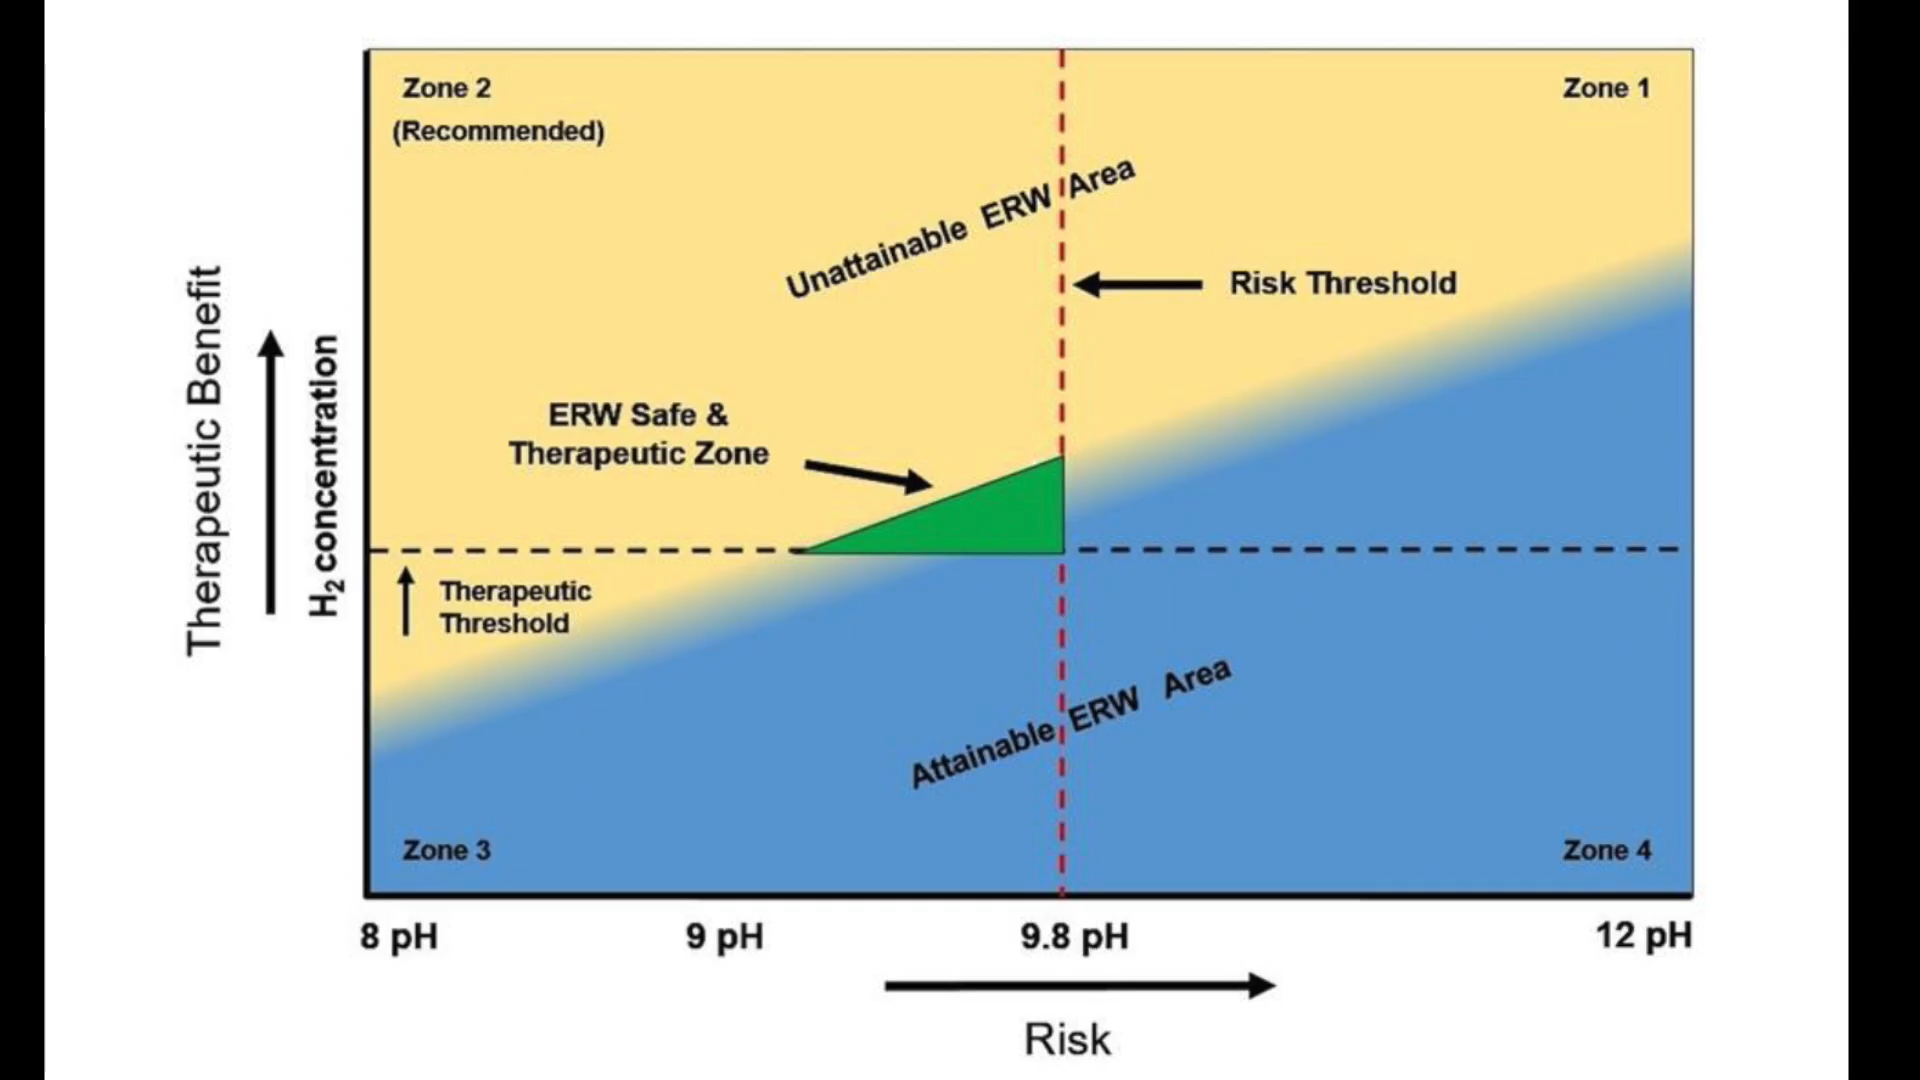 Zone 2
(Recommended)
Zone 1
Unattainable ERW Area
Risk Threshold
ERW Safe &
Therapeutic Zone
Therapeutic
Threshold
Attainable ERW Area
Zone 3
Zone 4
Therapeutic Benefit
H₂ concentration
8 pH
9 pH
9.8 pH
12 pH
Risk